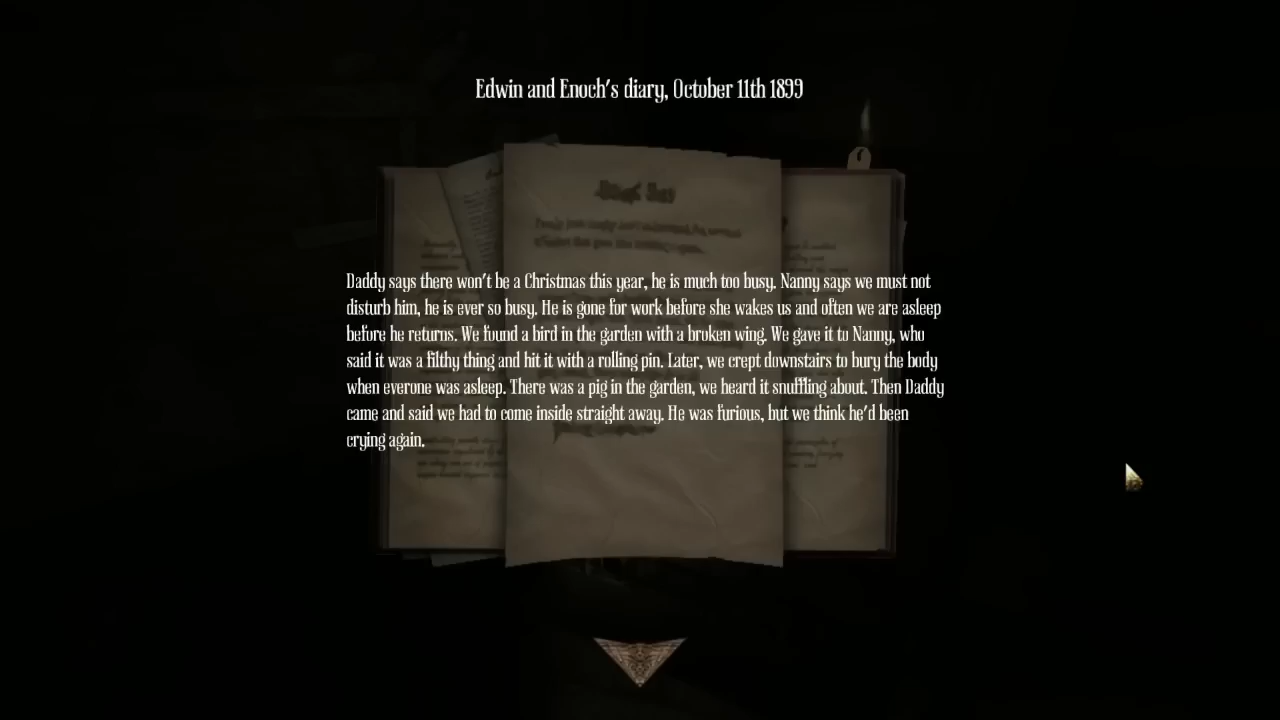 Edwin and Enoch's diary, October 11th 1899
Daddy says there won't be a Christmas this year, he is much too busy. Nanny says we must not
disturb him, he is ever so busy. He is gone for work before she wakes us and often we are asleep
before he returns. We found a bird in the garden with a broken wing. We gave it to Nanny, who
said it was a filthy thing and hit it with a rolling pin. Later, we crept downstairs to bury the body
when everone was asleep. There was a pig in the garden, we heard it snuffling about. Then Daddy
came and said we had to come inside straight away. He was furious, but we think he'd been
crying again.